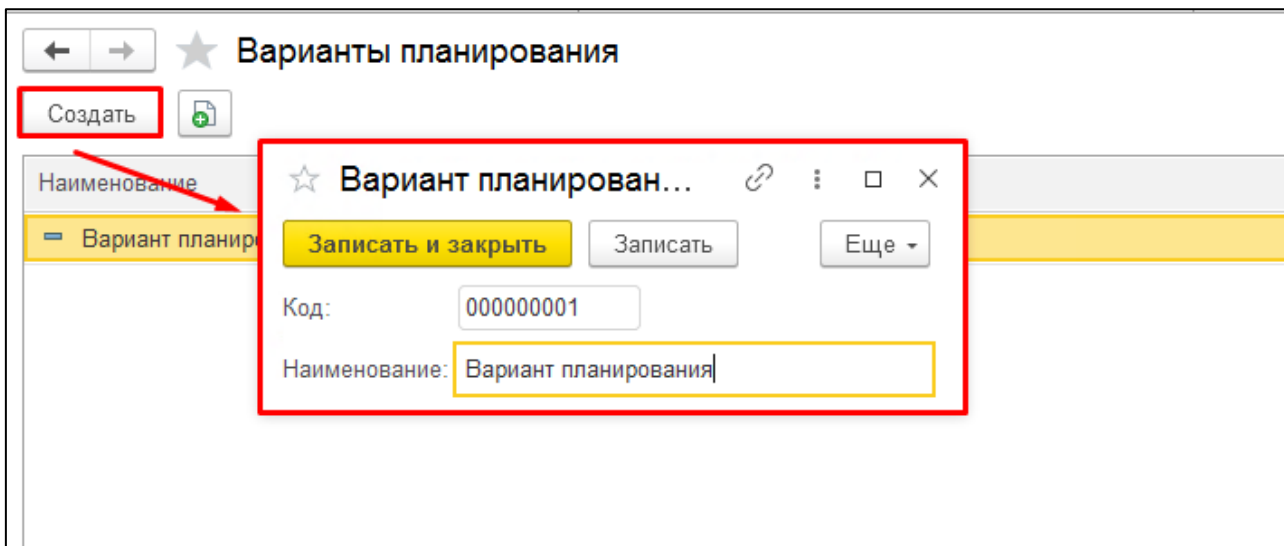 Варианты планирования
Создать
Наименование
Вариант планиро
Вариант планирован...
Записать и закрыть Записать Еще
Код: 000000001
Наименование: Вариант планирования